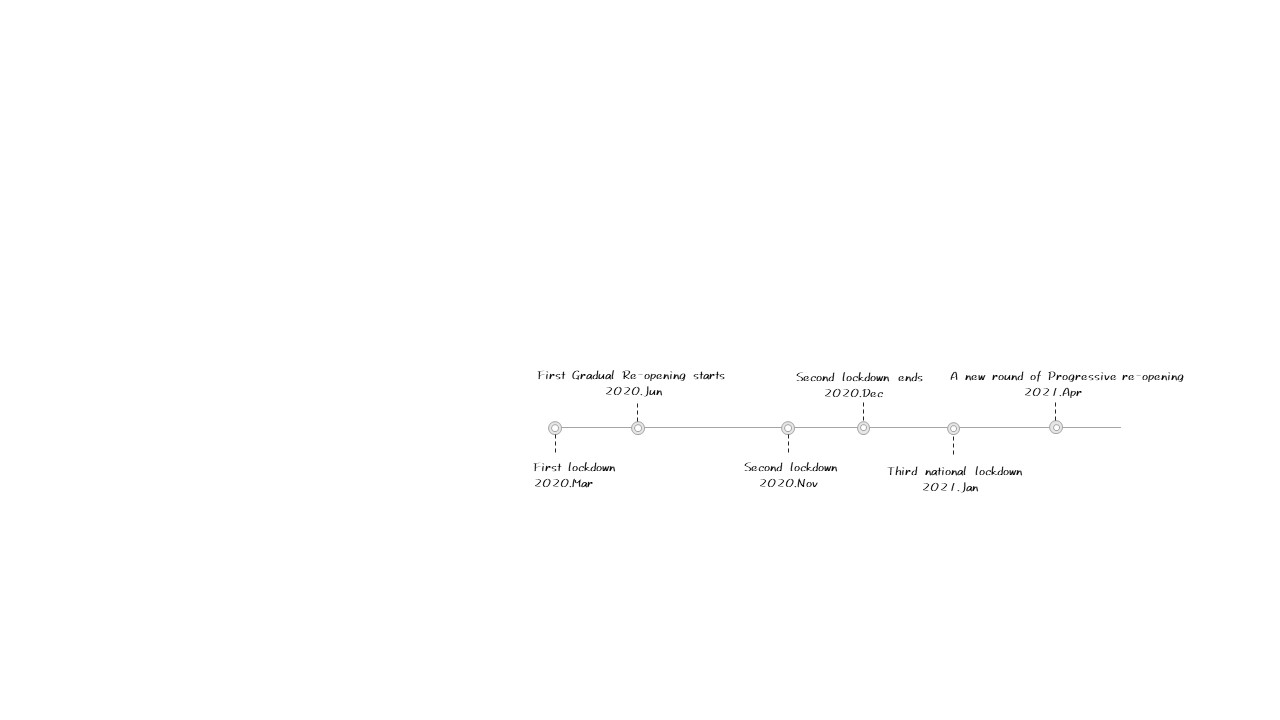 First Gradual Re-opening starts
2020.Jun
Second lockdown ends
2020.Dec
A new round of Progressive re-opening
2021.Apr
First lockdown
2020.Mar
Second lockdown
2020.Nov
Third national lockdown
2021.Jan